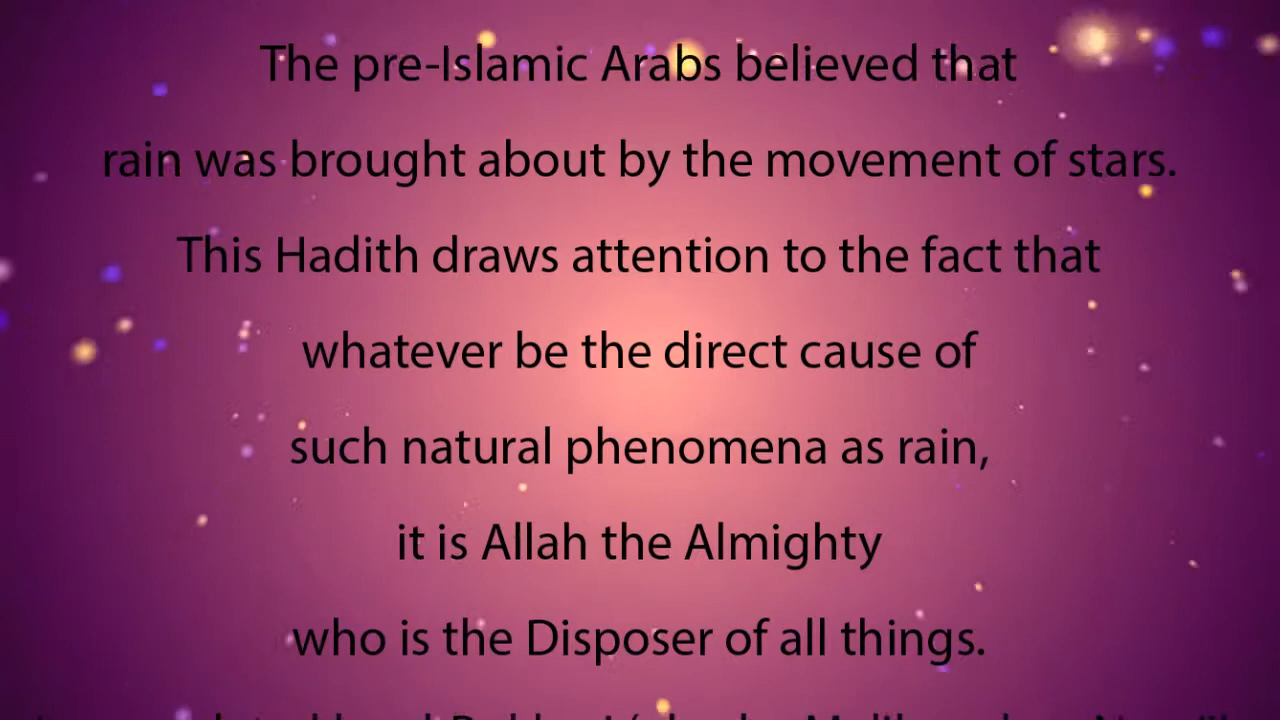 The pre-Islamic Arabs believed that
rain was brought about by the movement of stars.
This Hadith draws attention to the fact that
whatever be the direct cause of
such natural phenomena as rain,
it is Allah the Almighty
who is the Disposer of all things.